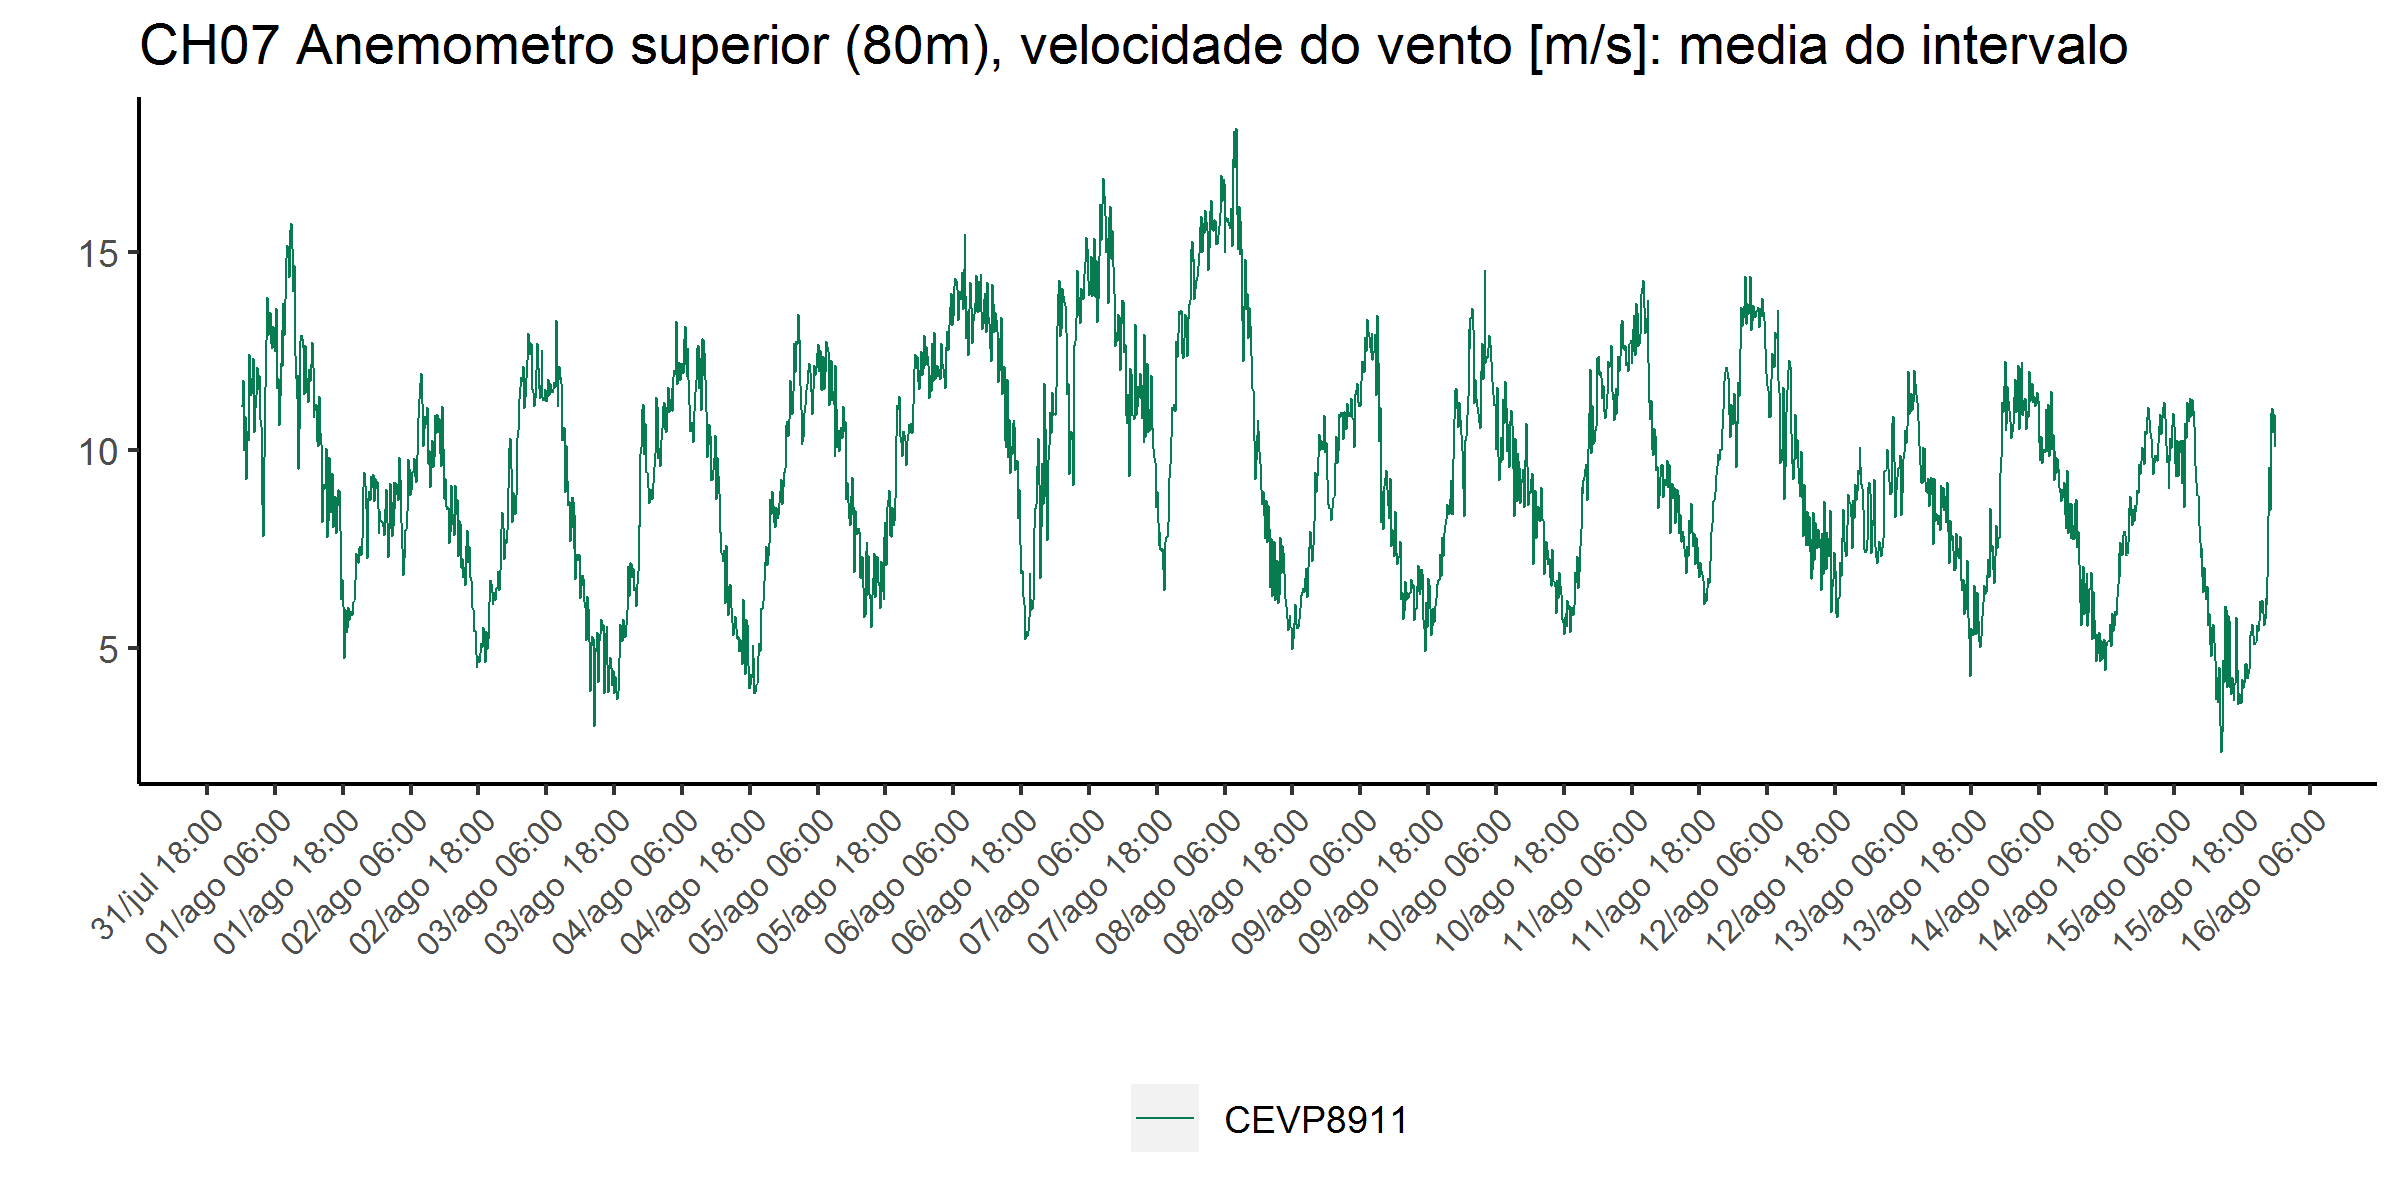 CH07 Anemometro superior (80m), velocidade do vento [m/s]: media do intervalo
15
10
5
31/jul 18:00
01/ago 06:00
01/ago 18:00
02/ago 06:00
02/ago 18:00
03/ago 06:00
03/ago 18:00
04/ago 06:00
04/ago 18:00
05/ago 06:00
05/ago 18:00
06/ago 06:00
06/ago 18:00
07/ago 06:00
07/ago 18:00
08/ago 06:00
08/ago 18:00
09/ago 06:00
09/ago 18:00
10/ago 06:00
10/ago 18:00
11/ago 06:00
11/ago 18:00
12/ago 06:00
12/ago 18:00
13/ago 06:00
13/ago 18:00
14/ago 06:00
14/ago 18:00
15/ago 06:00
15/ago 18:00
16/ago 06:00
CEVP8911